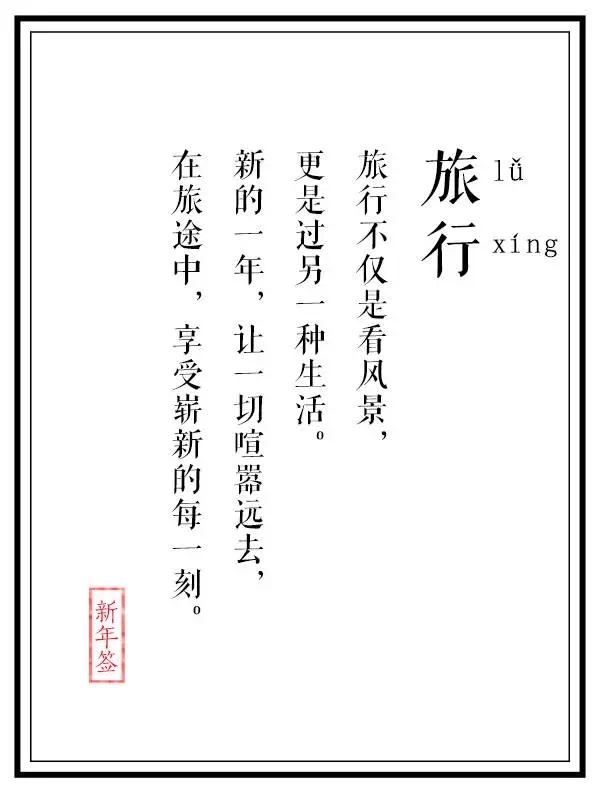 旅行
lǚ
xíng
旅行不仅是看风景，
更是过另一种生活。
新的一年，让一切喧嚣远去，
在旅途中，享受崭新的每一刻。
新年签